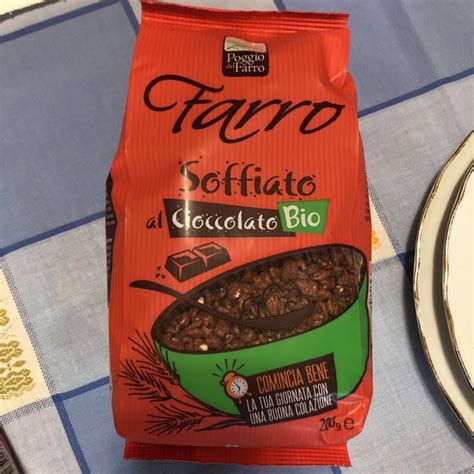 Poggio
del Farro
Farro
Soffiato
al Cioccolato Bio
COMINCIA BENE
LA TUA GIORNATA CON
UNA BUONA COLAZIONE
200g e